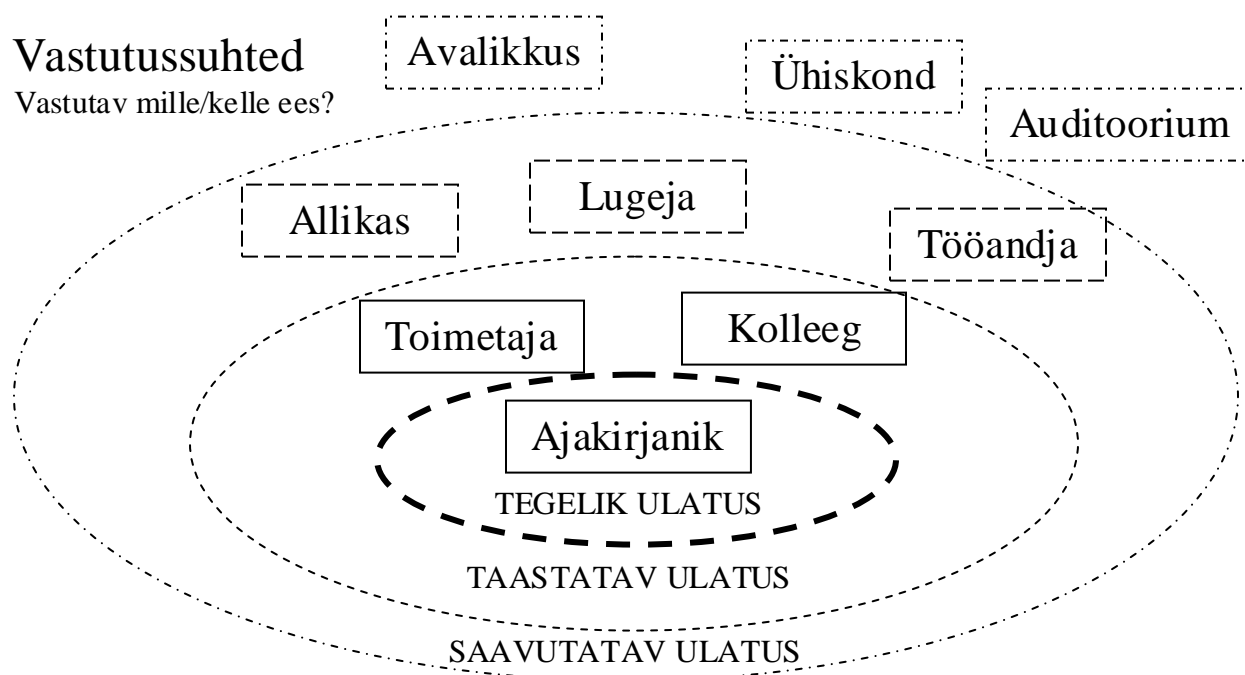 Vastutussuhted
Vastutav mille/kelle ees?
Avalikkus
Ühiskond
Auditoorium
Lugeja
Allikas
Tööandja
Toimetaja
Kolleeg
Ajakirjanik
TEGELIK ULATUS
TAASTATAV ULATUS
SAAVUTATAV ULATUS